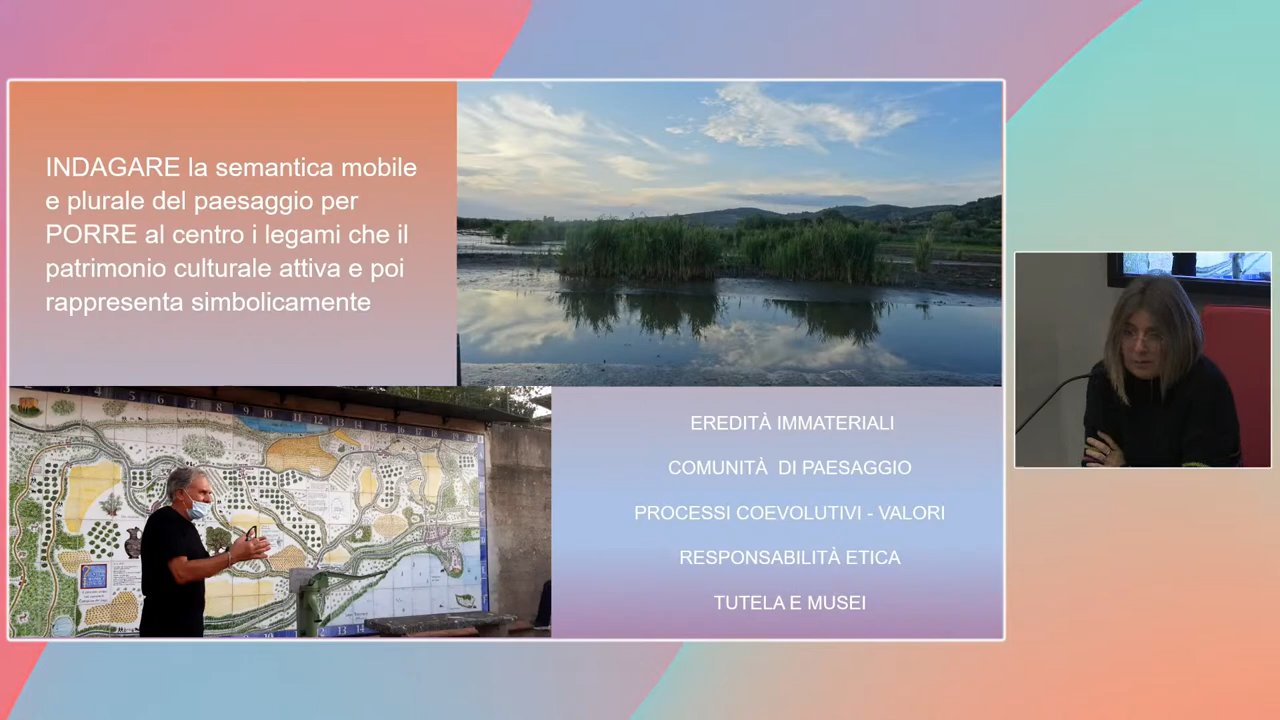 INDAGARE la semantica mobile
e plurale del paesaggio per
PORRE al centro i legami che il
patrimonio culturale attiva e poi
rappresenta simbolicamente
EREDITÀ IMMATERIALI
COMUNITÀ  DI PAESAGGIO
PROCESSI COEVOLUTIVI - VALORI
RESPONSABILITÀ ETICA
TUTELA E MUSEI